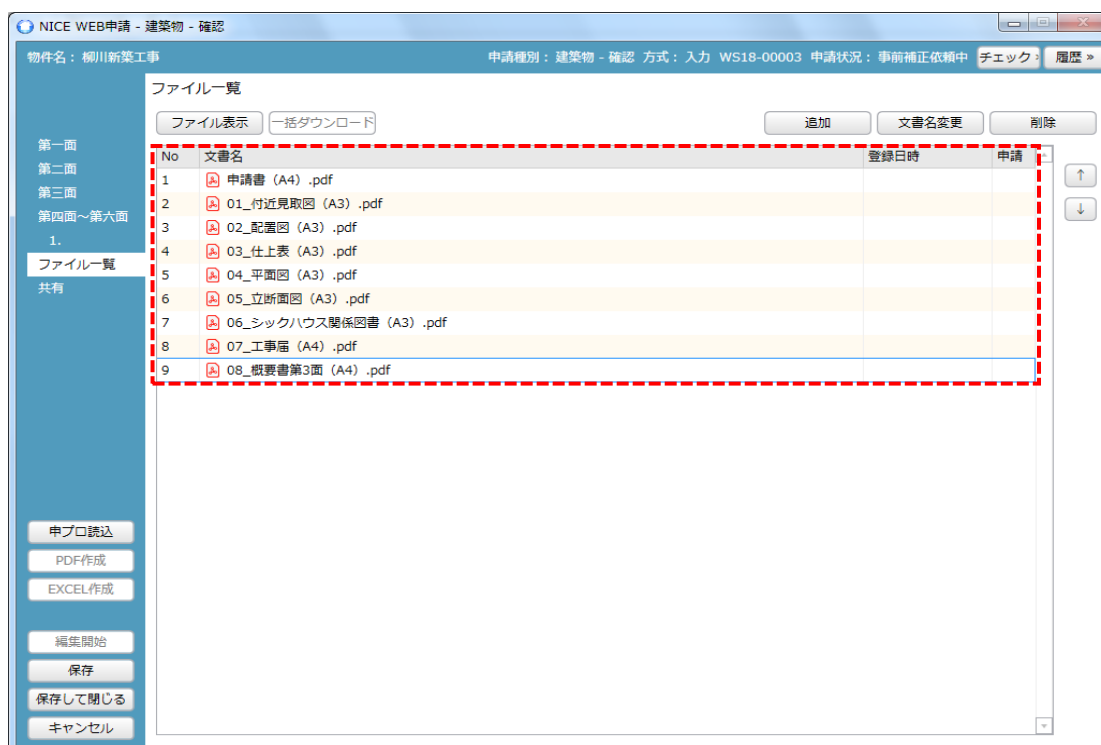 NICE WEB申請 - 建築物 - 確認
物件名： 柳川新築工事 申請種別： 建築物 - 確認 方式： 入力 WS18-00003 申請状況： 事前補正依頼中 チェック » 履歴 »
ファイル一覧
ファイル表示 一括ダウンロード 追加 文書名変更 削除
第一面
第二面
第三面
第四面～第六面
1.
ファイル一覧
共有
No 文書名 登録日時 申請
1 申請書（A4）.pdf
2 01_付近見取図（A3）.pdf
3 02_配置図（A3）.pdf
4 03_仕上表（A3）.pdf
5 04_平面図（A3）.pdf
6 05_立断面図（A3）.pdf
7 06_シックハウス関係図書（A3）.pdf
8 07_工事届（A4）.pdf
9 08_概要書第3面（A4）.pdf
↑
↓
申プロ読込
PDF作成
EXCEL作成
編集開始
保存
保存して閉じる
キャンセル